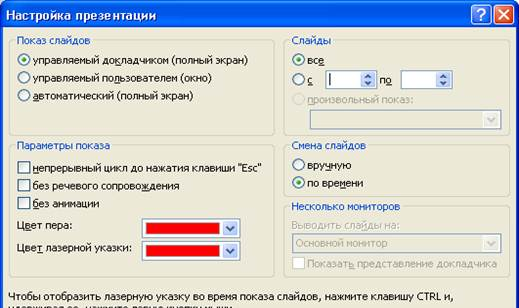 Настройка презентации
Показ слайдов
управляемый докладчиком (полный экран)
управляемый пользователем (окно)
автоматический (полный экран)
Слайды
все
с по
произвольный показ:
Параметры показа
непрерывный цикл до нажатия клавиши "Esc"
без речевого сопровождения
без анимации
Цвет пера:
Цвет лазерной указки:
Смена слайдов
вручную
по времени
Несколько мониторов
Выводить слайды на:
Основной монитор
Показать представление докладчика
Чтобы отобразить лазерную указку во время показа слайдов, нажмите клавишу CTRL и,